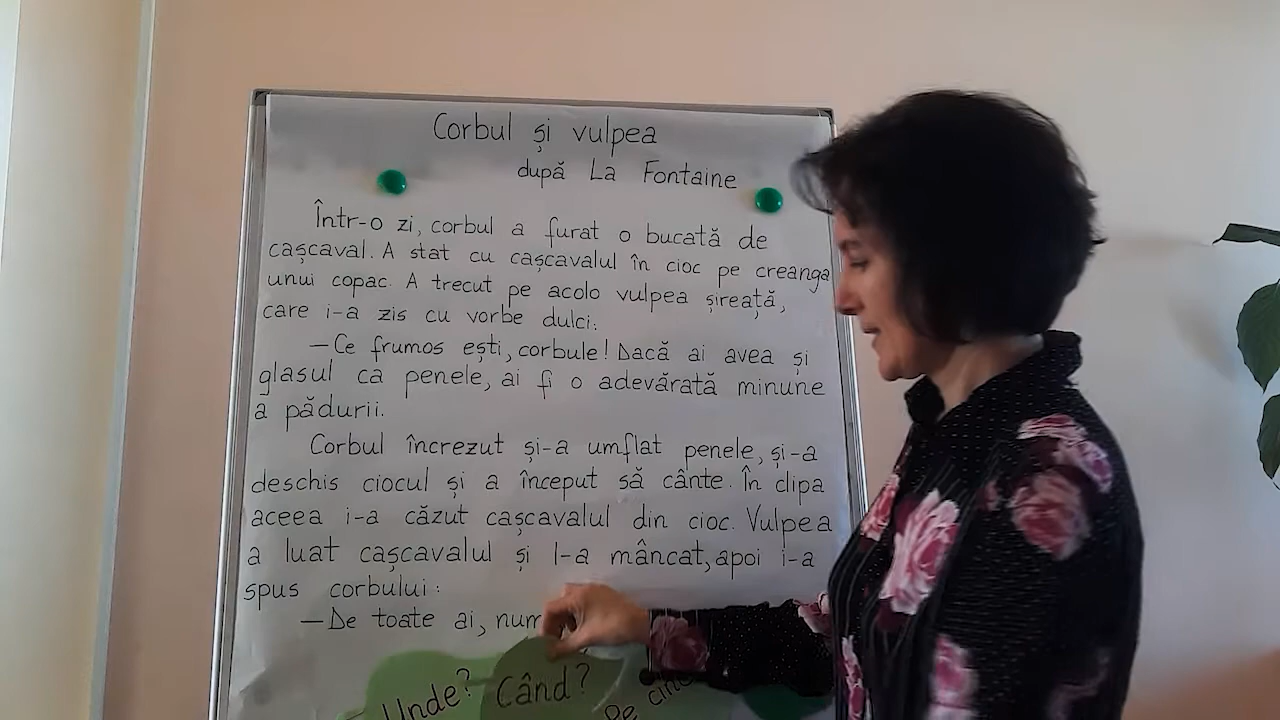 Corbul și vulpea
după La Fontaine
Într-o zi, corbul a furat o bucată de
cașcaval. A stat cu cașcavalul în cioc pe creanga
unui copac. A trecut pe acolo vulpea șireată,
care i-a zis cu vorbe dulci:
—Ce frumos ești, corbule! Dacă ai avea și
glasul ca penele, ai fi o adevărată minune
a pădurii.
Corbul încrezut și-a umflat penele, și-a
deschis ciocul și a început să cânte. În clipa
aceea i-a căzut cașcavalul din cioc. Vulpea
a luat cașcavalul și l-a mâncat, apoi i-a
spus corbului:
—De toate ai,
Unde? Când? Pe cine